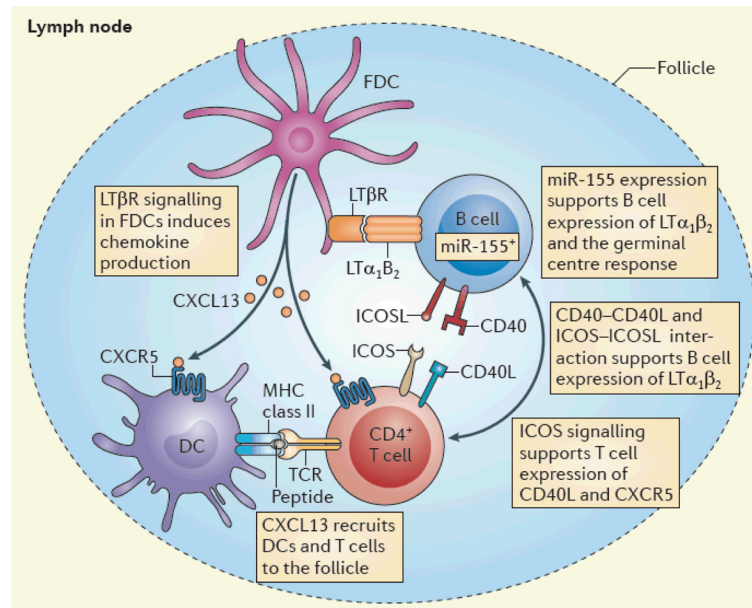 Lymph node
FDC
Follicle
LTβR signalling
in FDCs induces
chemokine
production
LTβR
LTα₁B₂
B cell
miR-155⁺
miR-155 expression
supports B cell
expression of LTα₁β₂
and the germinal
centre response
CXCL13
ICOSL
CD40
CD40–CD40L and
ICOS–ICOSL inter-
action supports B cell
expression of LTα₁β₂
CXCR5
ICOS
CD40L
MHC
class II
DC
CD4⁺
T cell
TCR
Peptide
ICOS signalling
supports T cell
expression of
CD40L and CXCR5
CXCL13 recruits
DCs and T cells
to the follicle